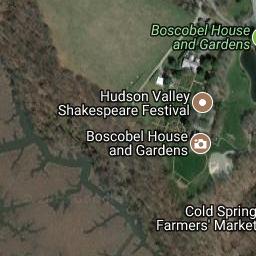 Boscobel House
and Gardens
Hudson Valley
Shakespeare Festival
Boscobel House
and Gardens
Cold Spring
Farmers' Market